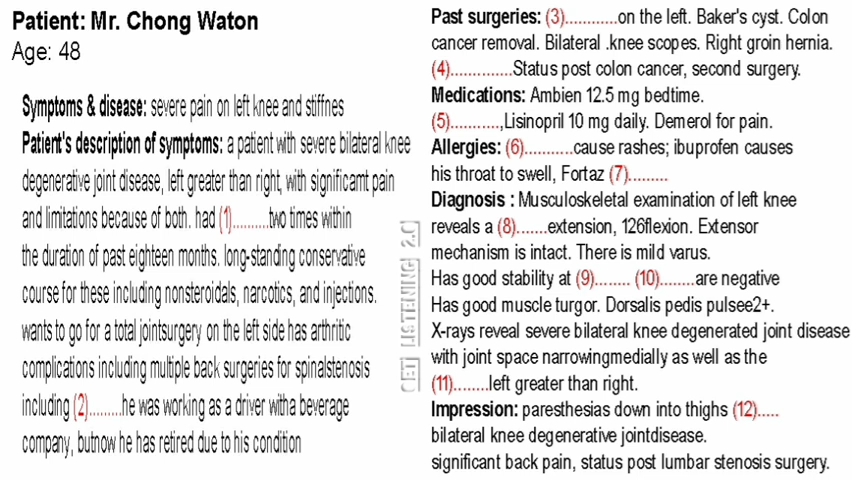 Patient: Mr. Chong Waton
Age: 48
Symptoms & disease: severe pain on left knee and stiffnes
Patient's description of symptoms: a patient with severe bilateral knee
degenerative joint disease, left greater than right, with significamt pain
and limitations because of both. had (1)..........two times within
the duration of past eighteen months. long-standing conservative
course for these including nonsteroidals, narcotics, and injections.
wants to go for a total jointsurgery on the left side has arthritic
complications including multiple back surgeries for spinalstenosis
including (2).........he was working as a driver witha beverage
company, butnow he has retired due to his condition
Past surgeries: (3)............on the left. Baker's cyst. Colon
cancer removal. Bilateral .knee scopes. Right groin hernia.
(4)..............Status post colon cancer, second surgery.
Medications: Ambien 12.5 mg bedtime.
(5)...........,Lisinopril 10 mg daily. Demerol for pain.
Allergies: (6)...........cause rashes; ibuprofen causes
his throat to swell, Fortaz (7).........
Diagnosis : Musculoskeletal examination of left knee
reveals a (8).......extension, 126flexion. Extensor
mechanism is intact. There is mild varus.
Has good stability at (9)........ (10)........are negative
Has good muscle turgor. Dorsalis pedis pulsee2+.
X-rays reveal severe bilateral knee degenerated joint disease
with joint space narrowingmedially as well as the
(11)........left greater than right.
Impression: paresthesias down into thighs (12).....
bilateral knee degenerative jointdisease.
significant back pain, status post lumbar stenosis surgery.
[OET LISTENING 2.0]